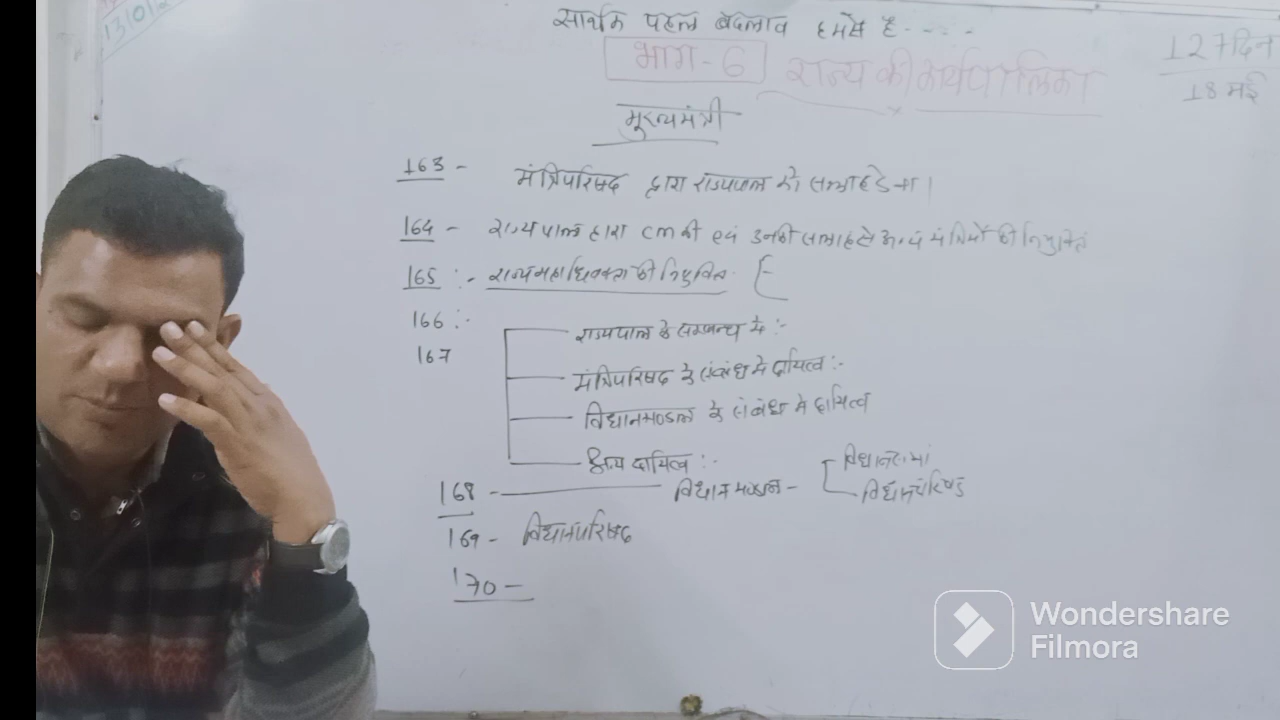 सार्थक पहल बदलाव हमसे है - - - -
127 दिन
18 मई
भाग - 6 राज्य की कार्यपालिका
मुख्यमंत्री
163 - मंत्रिपरिषद द्वारा राज्यपाल को सलाह देना।
164 - राज्यपाल द्वारा cm की एवं उनकी सलाह से अन्य मंत्रियों की नियुक्ति
165 :- राज्य महाधिवक्ता की नियुक्ति
166 :-
राज्यपाल के सम्बन्ध में :-
167
मंत्रिपरिषद के संबंध में दायित्व :-
विधानमण्डल के संबंध में दायित्व
अन्य दायित्व :-
168 - विधानमण्डल - विधानसभा
विधानपरिषद
169 - विधानपरिषद
170 -
Wondershare
Filmora